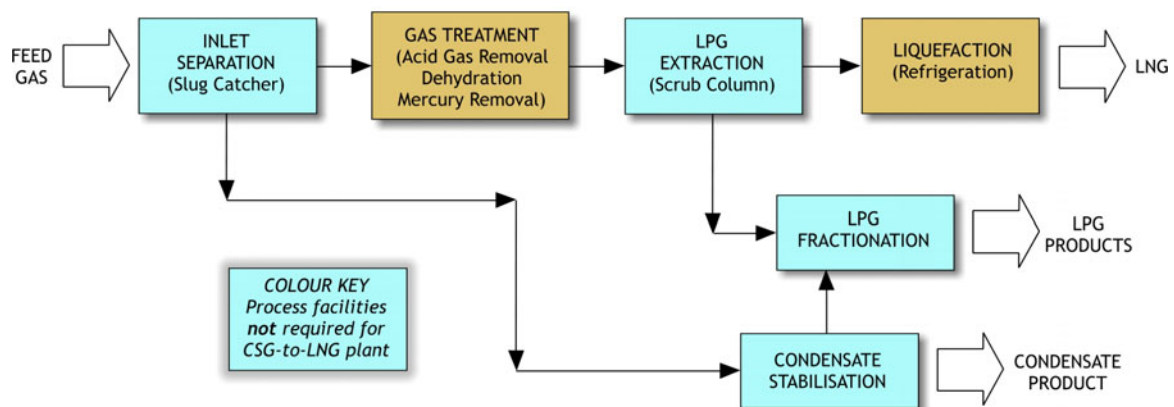 FEED
GAS
INLET
SEPARATION
(Slug Catcher)
GAS TREATMENT
(Acid Gas Removal
Dehydration
Mercury Removal)
LPG
EXTRACTION
(Scrub Column)
LIQUEFACTION
(Refrigeration)
LNG
LPG
FRACTIONATION
LPG
PRODUCTS
COLOUR KEY
Process facilities
not required for
CSG-to-LNG plant
CONDENSATE
STABILISATION
CONDENSATE
PRODUCT